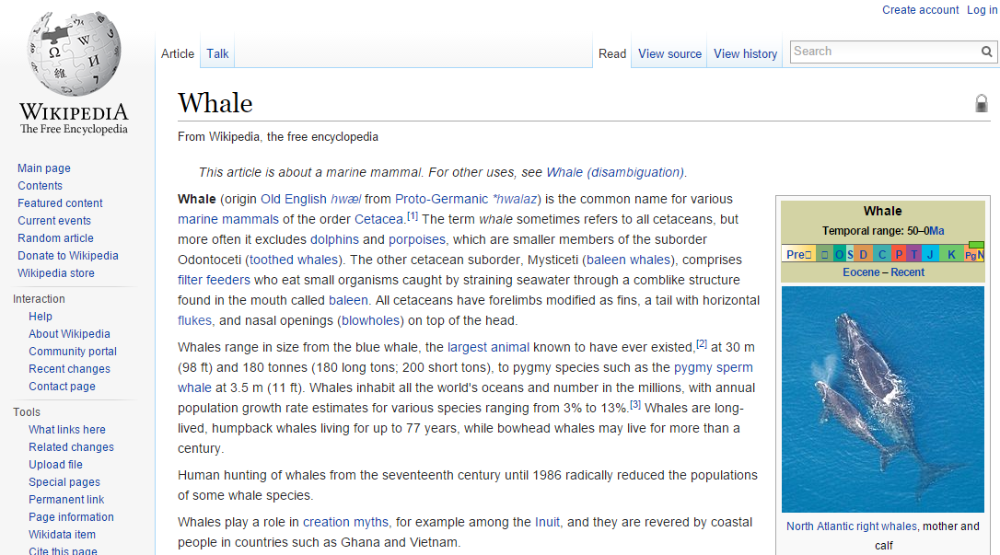 Create account Log in
WIKIPEDIA
The Free Encyclopedia
Article Talk Read View source View history Search
Whale
From Wikipedia, the free encyclopedia
This article is about a marine mammal. For other uses, see Whale (disambiguation).
Whale (origin Old English hwæl from Proto-Germanic *hwalaz) is the common name for various
marine mammals of the order Cetacea.[1] The term whale sometimes refers to all cetaceans, but
more often it excludes dolphins and porpoises, which are smaller members of the suborder
Odontoceti (toothed whales). The other cetacean suborder, Mysticeti (baleen whales), comprises
filter feeders who eat small organisms caught by straining seawater through a comblike structure
found in the mouth called baleen. All cetaceans have forelimbs modified as fins, a tail with horizontal
flukes, and nasal openings (blowholes) on top of the head.
Whales range in size from the blue whale, the largest animal known to have ever existed,[2] at 30 m
(98 ft) and 180 tonnes (180 long tons; 200 short tons), to pygmy species such as the pygmy sperm
whale at 3.5 m (11 ft). Whales inhabit all the world's oceans and number in the millions, with annual
population growth rate estimates for various species ranging from 3% to 13%.[3] Whales are long-
lived, humpback whales living for up to 77 years, while bowhead whales may live for more than a
century.
Human hunting of whales from the seventeenth century until 1986 radically reduced the populations
of some whale species.
Whales play a role in creation myths, for example among the Inuit, and they are revered by coastal
people in countries such as Ghana and Vietnam.
Whale
Temporal range: 50–0Ma
Pre O S D C P T J K Pg N
Eocene – Recent
North Atlantic right whales, mother and
calf
Main page
Contents
Featured content
Current events
Random article
Donate to Wikipedia
Wikipedia store
Interaction
Help
About Wikipedia
Community portal
Recent changes
Contact page
Tools
What links here
Related changes
Upload file
Special pages
Permanent link
Page information
Wikidata item
Cite this page